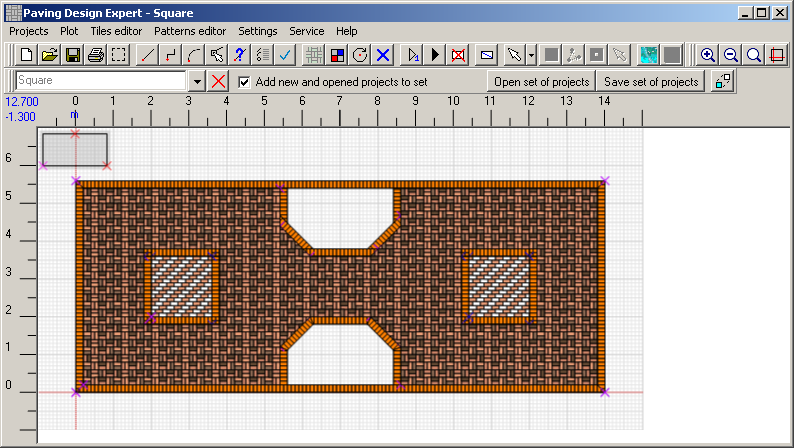 Paving Design Expert - Square
Projects Plot Tiles editor Patterns editor Settings Service Help
Square Add new and opened projects to set Open set of projects Save set of projects
12.700 0 1 2 3 4 5 6 7 8 9 10 11 12 13 14
-1.300 m
6
5
4
3
2
1
0